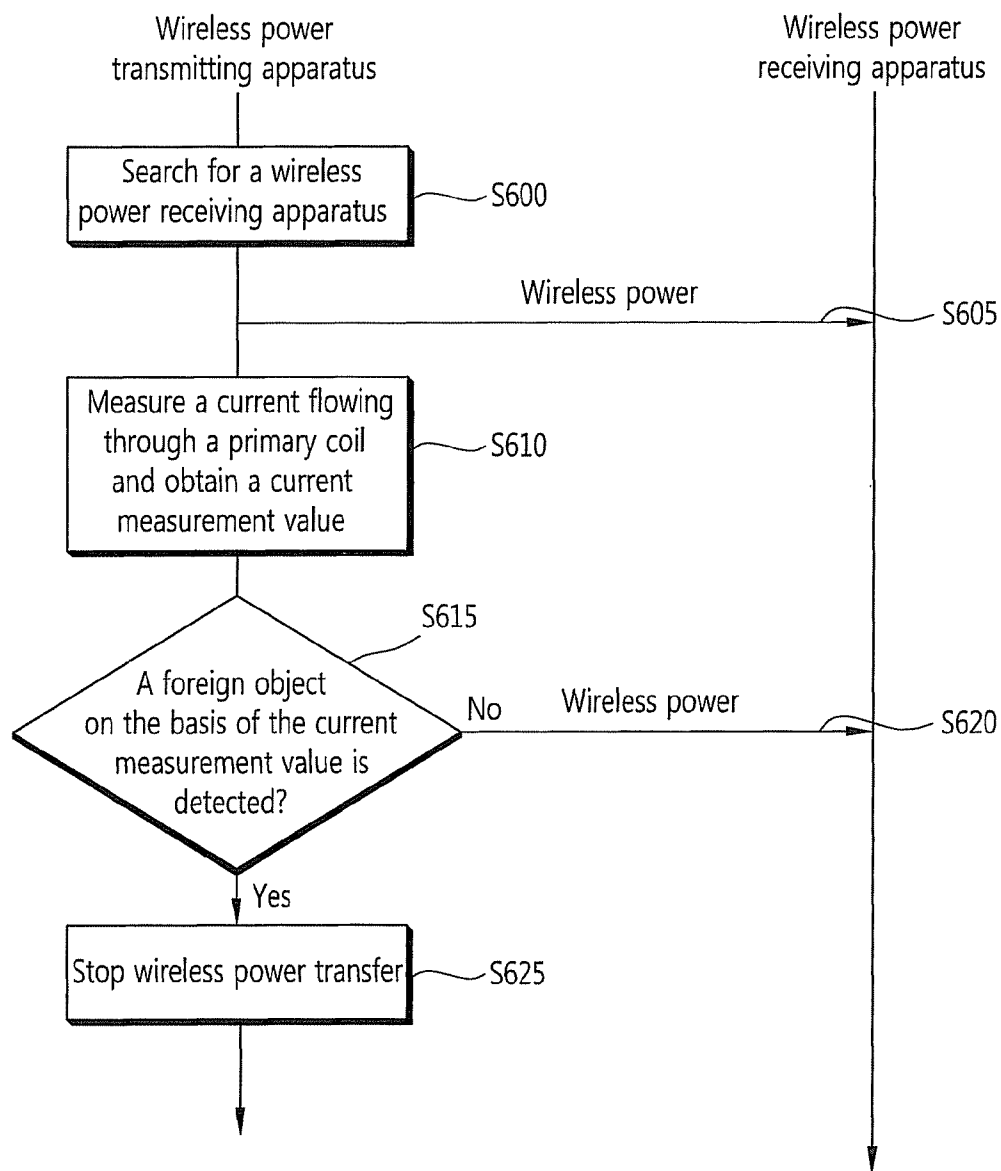 Wireless power
transmitting apparatus
Wireless power
receiving apparatus
Search for a wireless
power receiving apparatus
S600
Wireless power
S605
Measure a current flowing
through a primary coil
and obtain a current
measurement value
S610
S615
A foreign object
on the basis of the current
measurement value is
detected?
No
Wireless power
S620
Yes
Stop wireless power transfer
S625